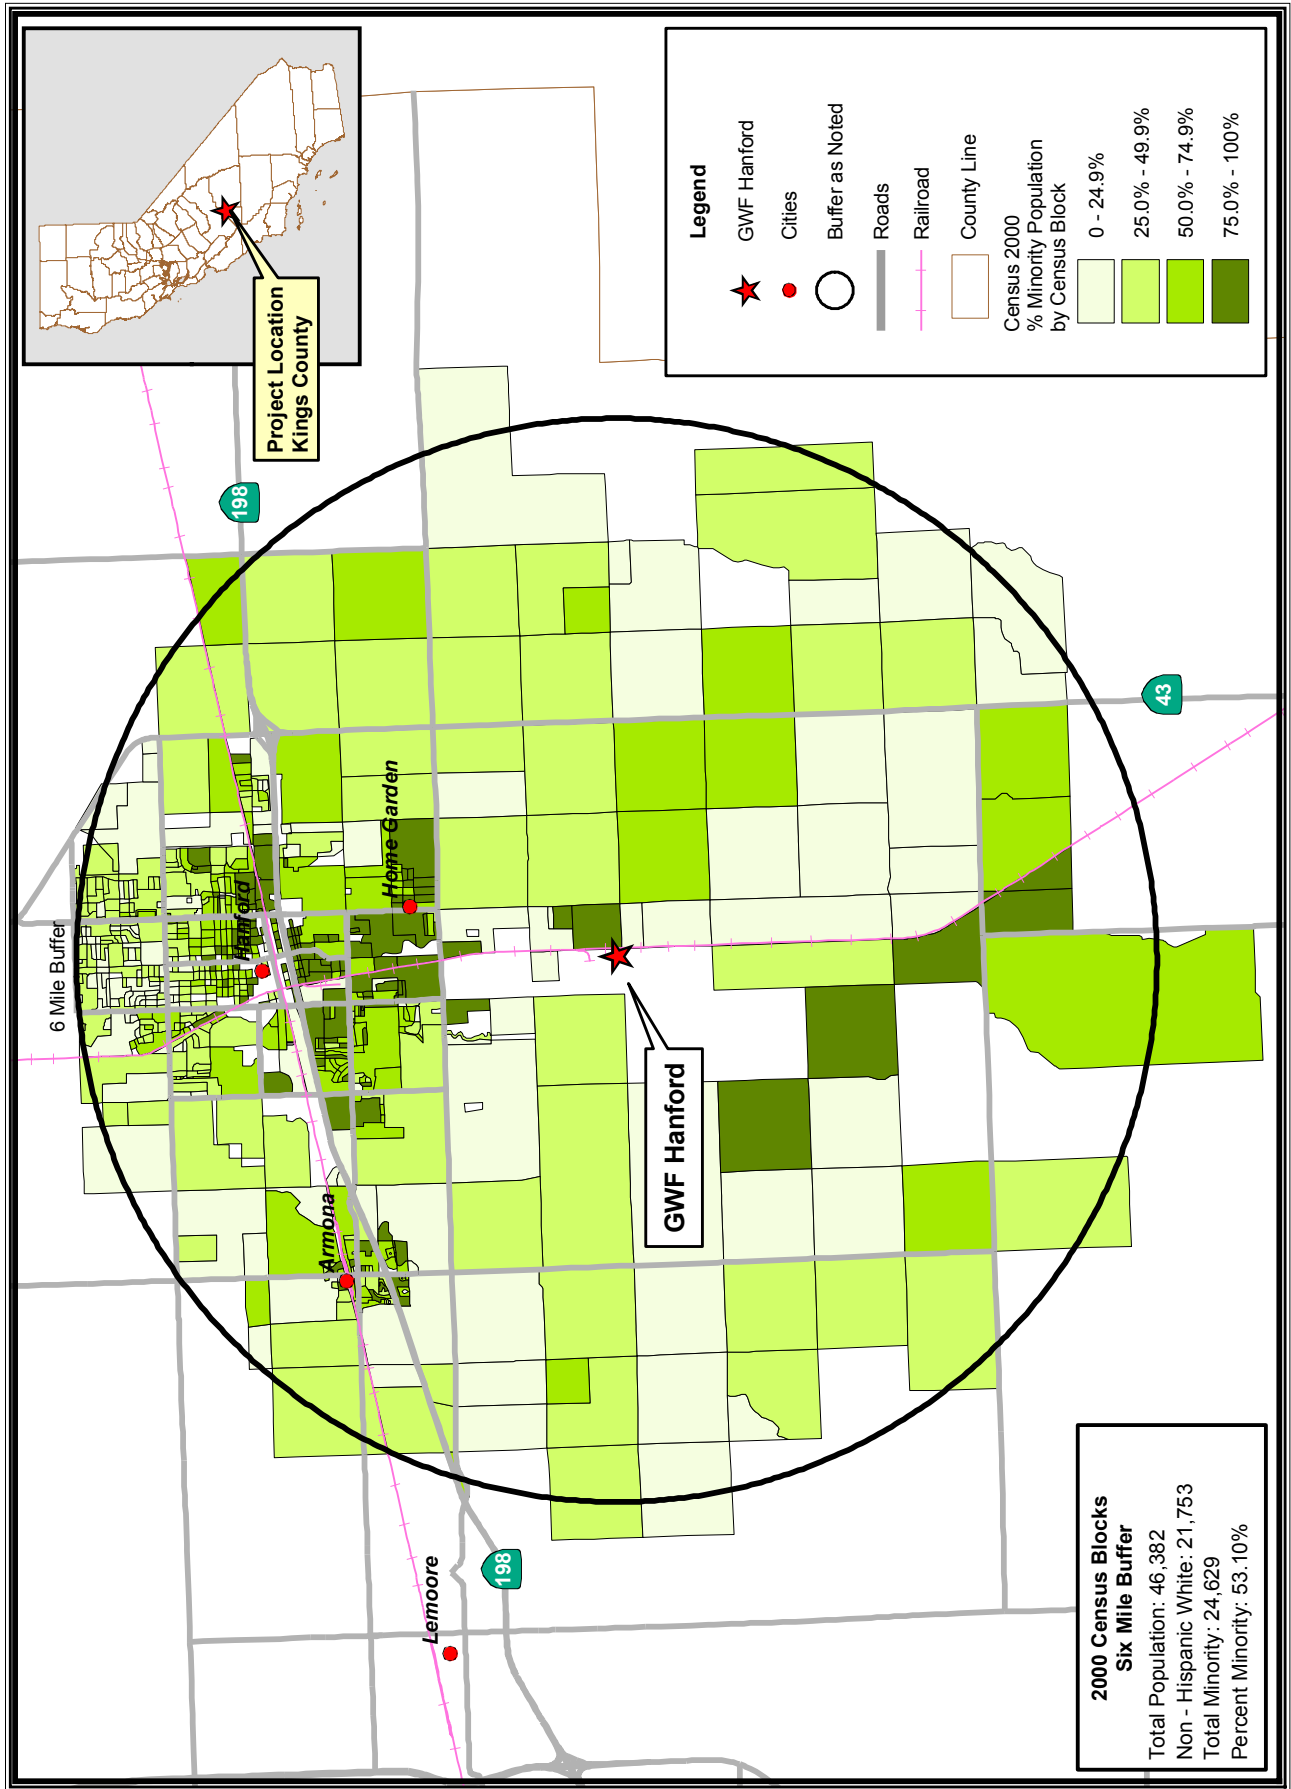 Project Location
Kings County
198
6 Mile Buffer
Hanford
Home Garden
Armona
Lemoore
198
43
GWF Hanford
Legend
GWF Hanford
Cities
Buffer as Noted
Roads
Railroad
County Line
Census 2000
% Minority Population
by Census Block
0 - 24.9%
25.0% - 49.9%
50.0% - 74.9%
75.0% - 100%
2000 Census Blocks
Six Mile Buffer
Total Population: 46,382
Non - Hispanic White: 21,753
Total Minority: 24,629
Percent Minority: 53.10%